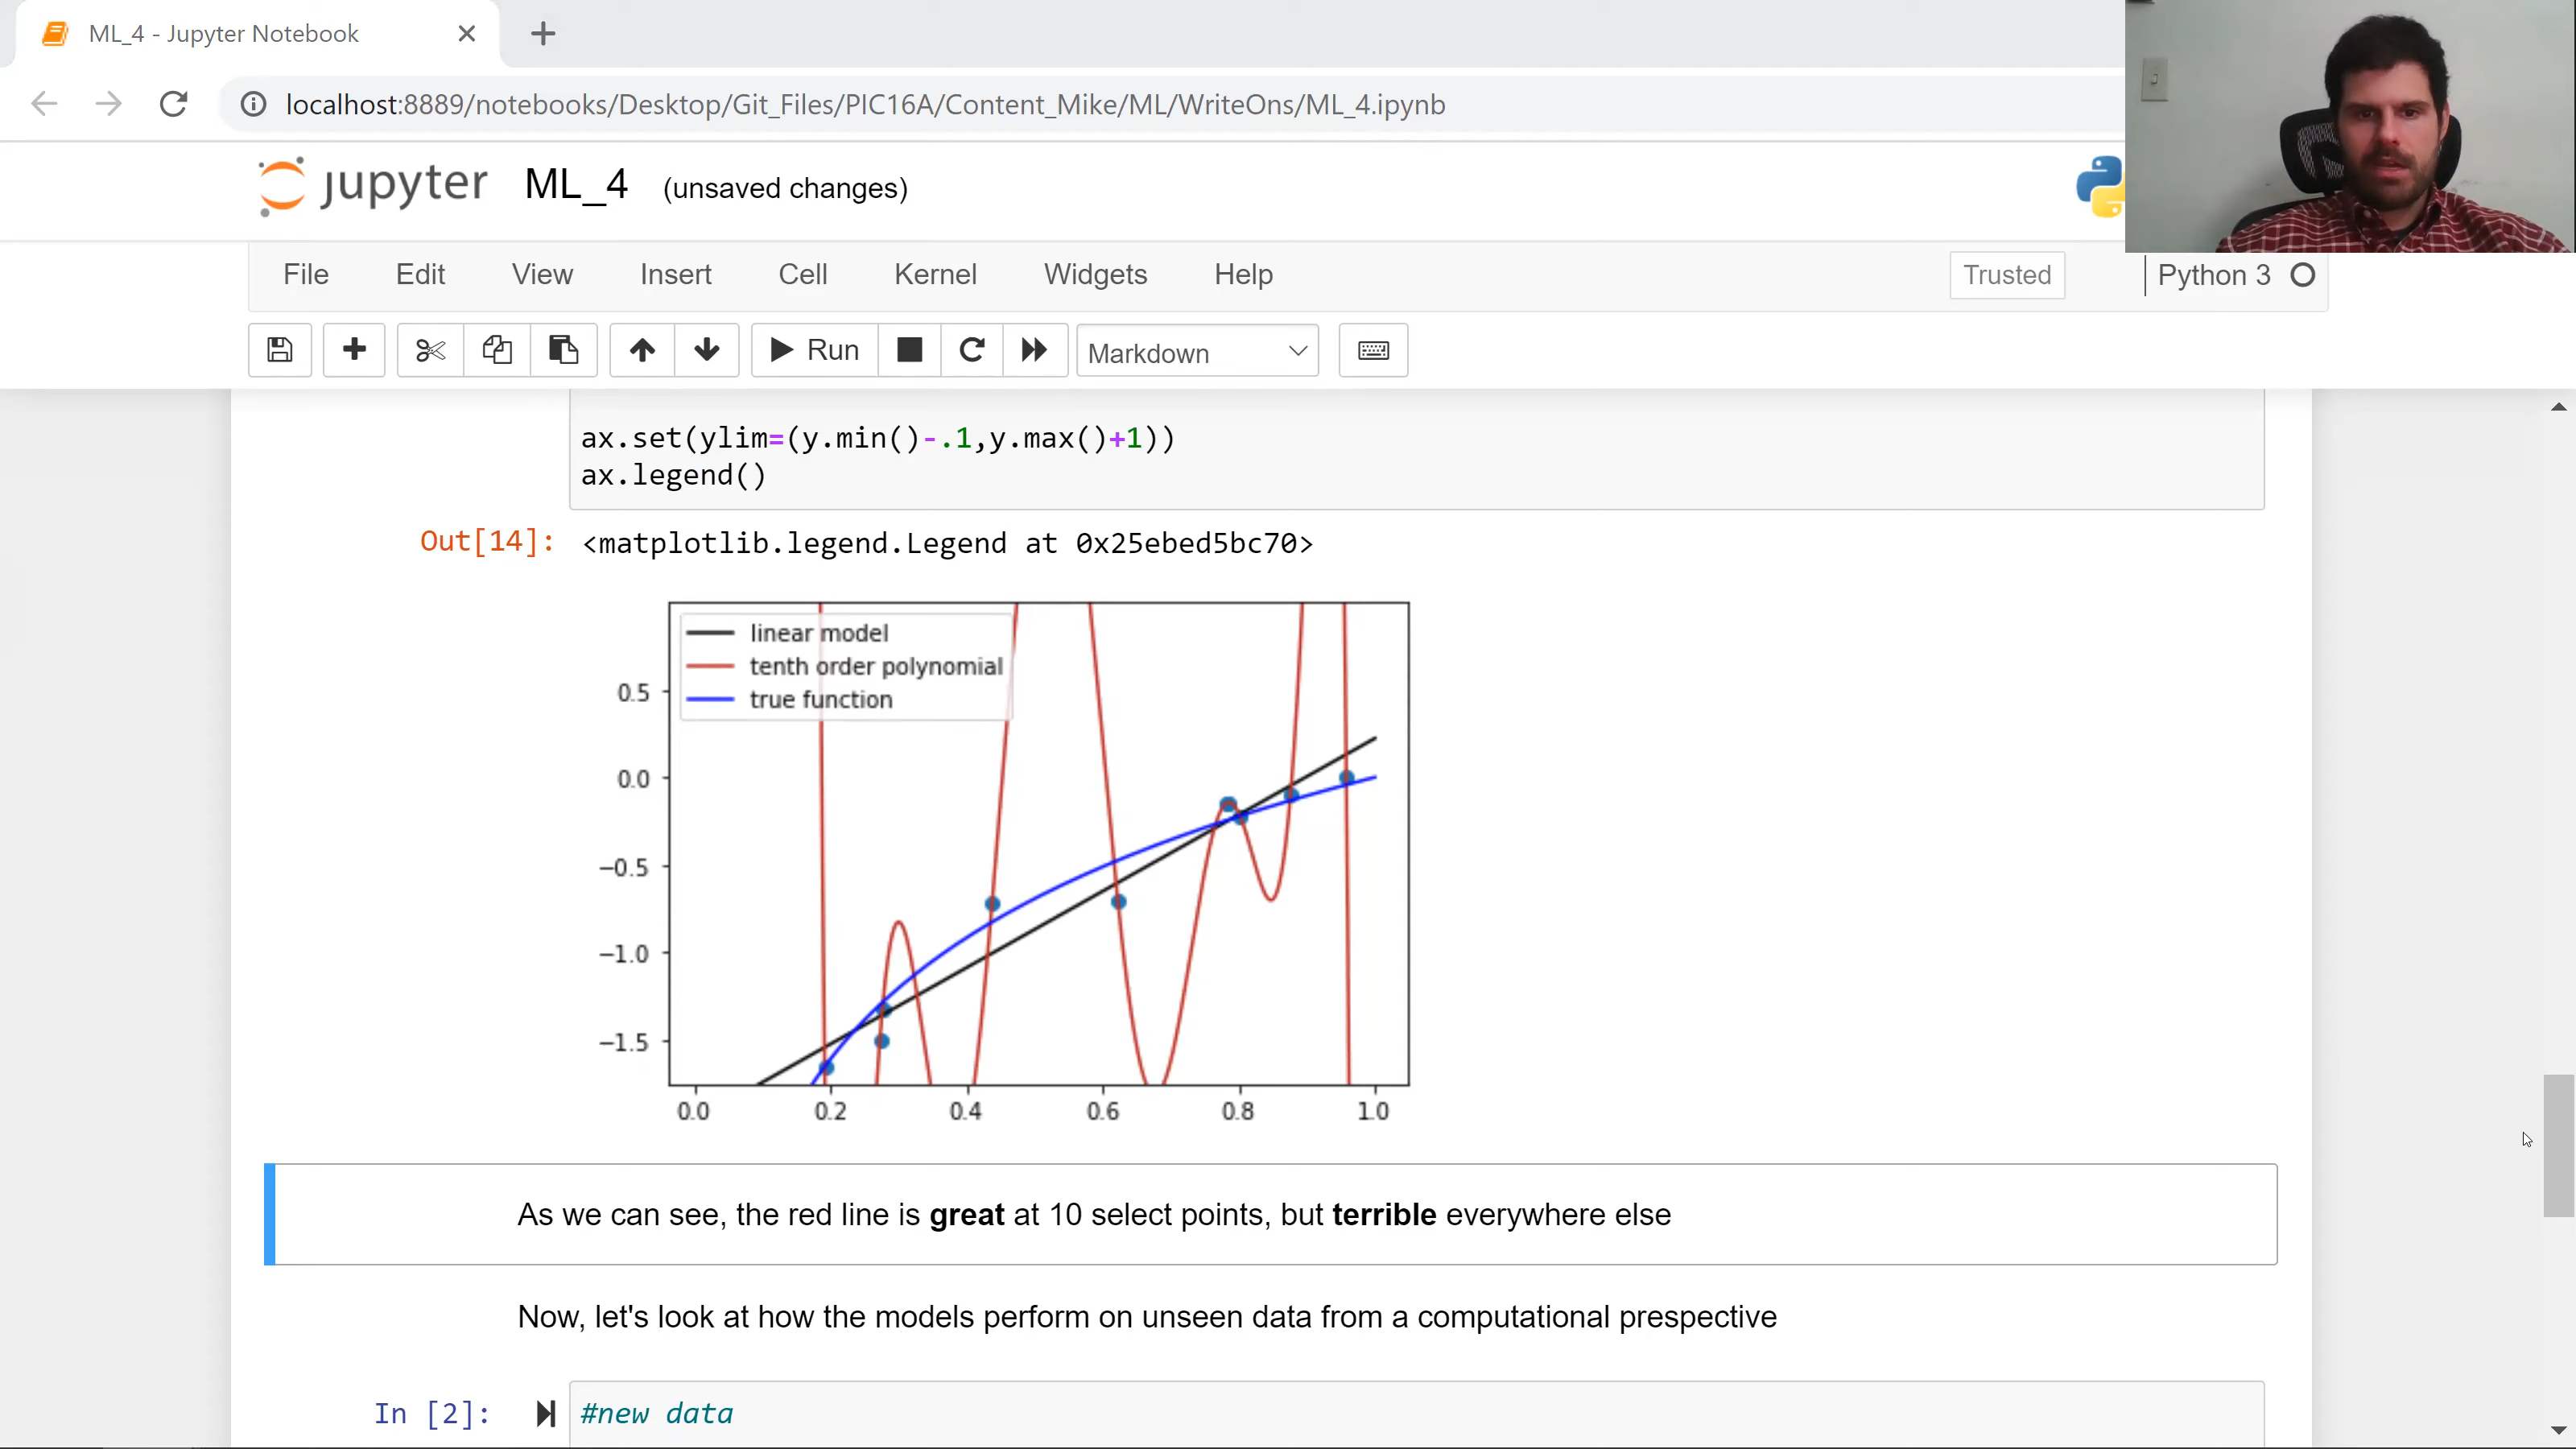 ML_4 - Jupyter Notebook
localhost:8889/notebooks/Desktop/Git_Files/PIC16A/Content_Mike/ML/WriteOns/ML_4.ipynb
jupyter ML_4 (unsaved changes)
File Edit View Insert Cell Kernel Widgets Help Trusted Python 3
Run Markdown
ax.set(ylim=(y.min()-.1,y.max()+1))
ax.legend()
Out[14]: <matplotlib.legend.Legend at 0x25ebed5bc70>
linear model
tenth order polynomial
true function
0.5
0.0
−0.5
−1.0
−1.5
0.0 0.2 0.4 0.6 0.8 1.0
As we can see, the red line is great at 10 select points, but terrible everywhere else
Now, let's look at how the models perform on unseen data from a computational prespective
In [2]: #new data